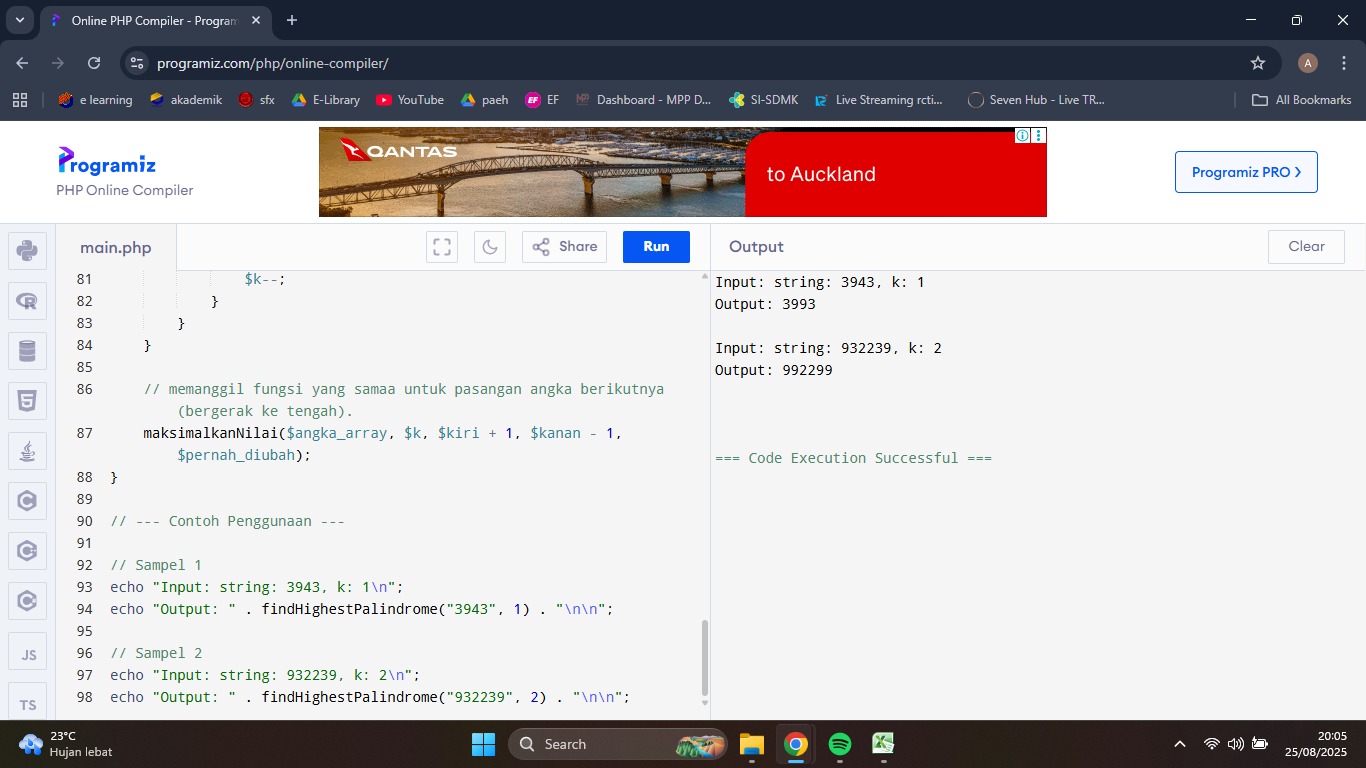 Online PHP Compiler - Program
programiz.com/php/online-compiler/
A
e learning
akademik
sfx
E-Library
YouTube
paeh
EF
EF
Dashboard - MPP D...
SI-SDMK
Live Streaming rcti...
Seven Hub - Live TR...
All Bookmarks
Programiz
PHP Online Compiler
QANTAS
to Auckland
Programiz PRO >
main.php
Share
Run
Output
Clear
81 $k--;
82 }
83 }
84 }
85
86 // memanggil fungsi yang samaa untuk pasangan angka berikutnya
(bergerak ke tengah).
87 maksimalkanNilai($angka_array, $k, $kiri + 1, $kanan - 1,
$pernah_diubah);
88 }
89
90 // --- Contoh Penggunaan ---
91
92 // Sampel 1
93 echo "Input: string: 3943, k: 1\n";
94 echo "Output: " . findHighestPalindrome("3943", 1) . "\n\n";
95
96 // Sampel 2
97 echo "Input: string: 932239, k: 2\n";
98 echo "Output: " . findHighestPalindrome("932239", 2) . "\n\n";
Input: string: 3943, k: 1
Output: 3993
Input: string: 932239, k: 2
Output: 992299
=== Code Execution Successful ===
JS
TS
23°C
Hujan lebat
Search
20:05
25/08/2025